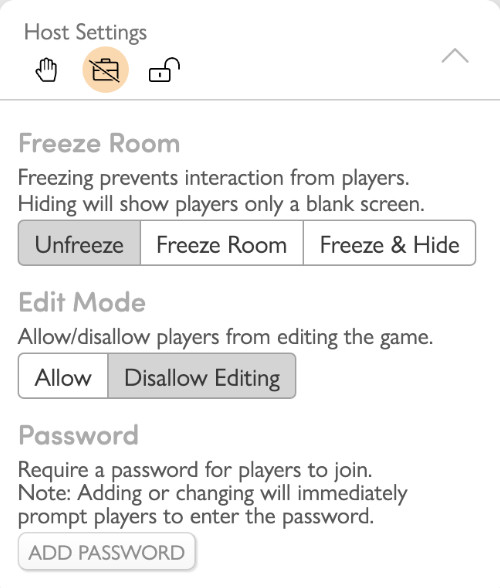 Host Settings
Freeze Room
Freezing prevents interaction from players.
Hiding will show players only a blank screen.
Unfreeze Freeze Room Freeze & Hide
Edit Mode
Allow/disallow players from editing the game.
Allow Disallow Editing
Password
Require a password for players to join.
Note: Adding or changing will immediately
prompt players to enter the password.
ADD PASSWORD